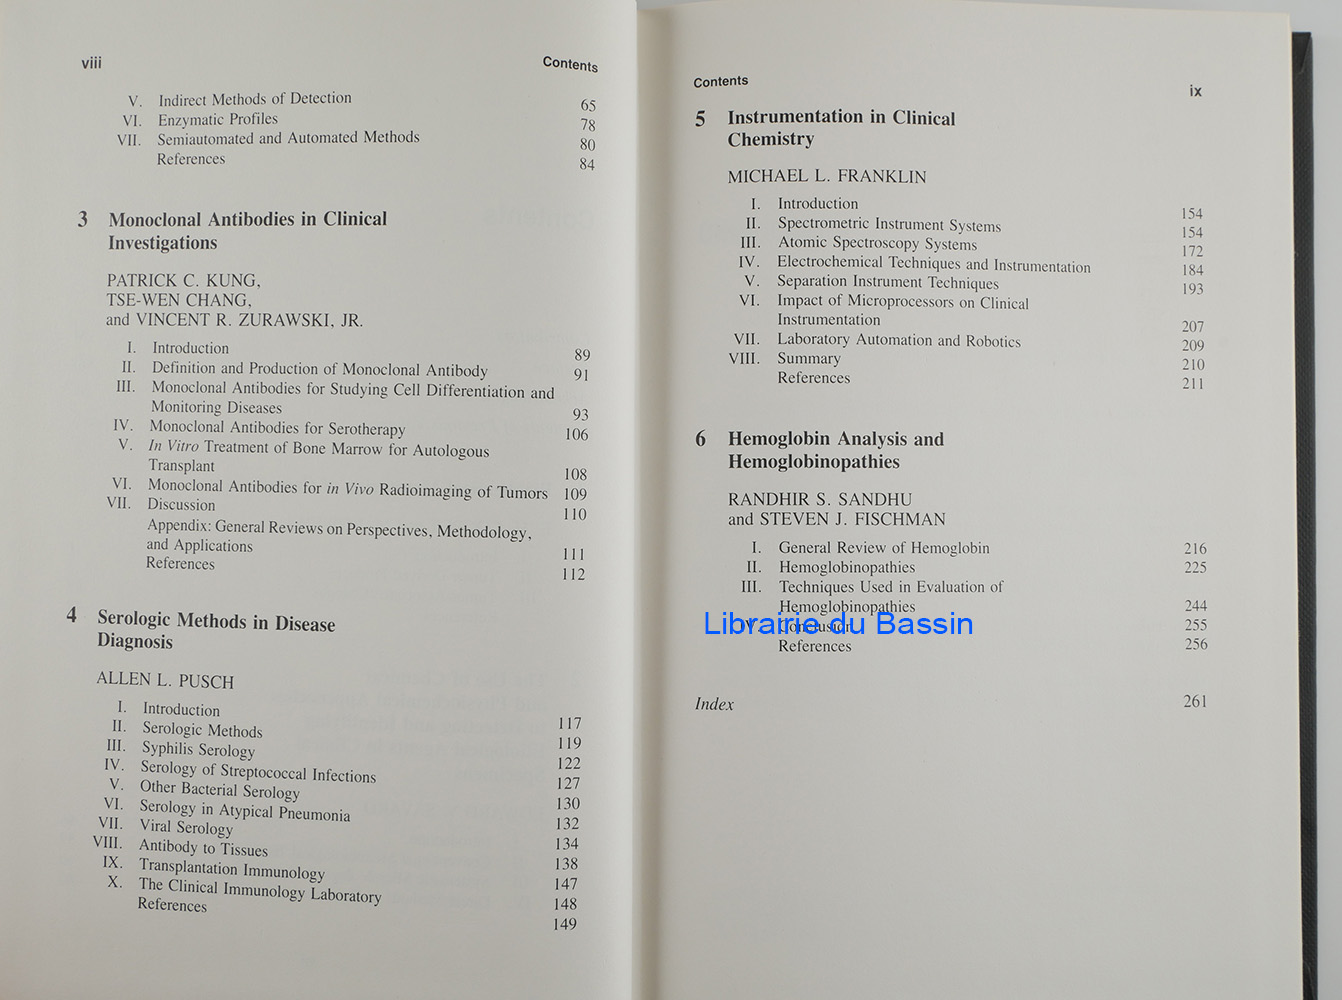 viii Contents
V. Indirect Methods of Detection 65
VI. Enzymatic Profiles 78
VII. Semiautomated and Automated Methods 80
References 84
3 Monoclonal Antibodies in Clinical
Investigations
PATRICK C. KUNG,
TSE-WEN CHANG,
and VINCENT R. ZURAWSKI, JR.
I. Introduction 89
II. Definition and Production of Monoclonal Antibody 91
III. Monoclonal Antibodies for Studying Cell Differentiation and
Monitoring Diseases 93
IV. Monoclonal Antibodies for Serotherapy 106
V. In Vitro Treatment of Bone Marrow for Autologous
Transplant 108
VI. Monoclonal Antibodies for in Vivo Radioimaging of Tumors 109
VII. Discussion 110
Appendix: General Reviews on Perspectives, Methodology,
and Applications 111
References 112
4 Serologic Methods in Disease
Diagnosis
ALLEN L. PUSCH
I. Introduction 117
II. Serologic Methods 119
III. Syphilis Serology 122
IV. Serology of Streptococcal Infections 127
V. Other Bacterial Serology 130
VI. Serology in Atypical Pneumonia 132
VII. Viral Serology 134
VIII. Antibody to Tissues 138
IX. Transplantation Immunology 147
X. The Clinical Immunology Laboratory 148
References 149
Contents ix
5 Instrumentation in Clinical
Chemistry
MICHAEL L. FRANKLIN
I. Introduction 154
II. Spectrometric Instrument Systems 154
III. Atomic Spectroscopy Systems 172
IV. Electrochemical Techniques and Instrumentation 184
V. Separation Instrument Techniques 193
VI. Impact of Microprocessors on Clinical
Instrumentation 207
VII. Laboratory Automation and Robotics 209
VIII. Summary 210
References 211
6 Hemoglobin Analysis and
Hemoglobinopathies
RANDHIR S. SANDHU
and STEVEN J. FISCHMAN
I. General Review of Hemoglobin 216
II. Hemoglobinopathies 225
III. Techniques Used in Evaluation of
Hemoglobinopathies 244
IV. Conclusion 255
Librairie du Bassin
References 256
Index 261